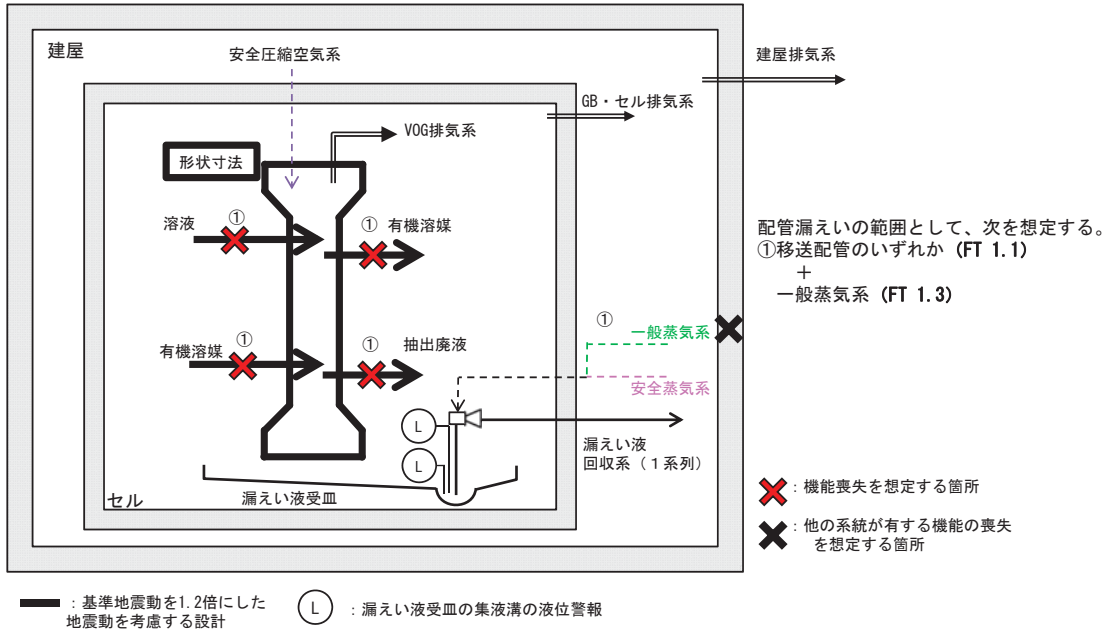 建屋
安全圧縮空気系
建屋排気系
GB・セル排気系
VOG排気系
形状寸法
溶液
①
①
有機溶媒
配管漏えいの範囲として、次を想定する。
①移送配管のいずれか (FT 1.1)
+
一般蒸気系 (FT 1.3)
有機溶媒
①
①
抽出廃液
①
一般蒸気系
安全蒸気系
L
L
漏えい液
回収系(1系列)
漏えい液受皿
セル
:機能喪失を想定する箇所
:他の系統が有する機能の喪失
を想定する箇所
:基準地震動を1.2倍にした
地震動を考慮する設計
L
:漏えい液受皿の集液溝の液位警報